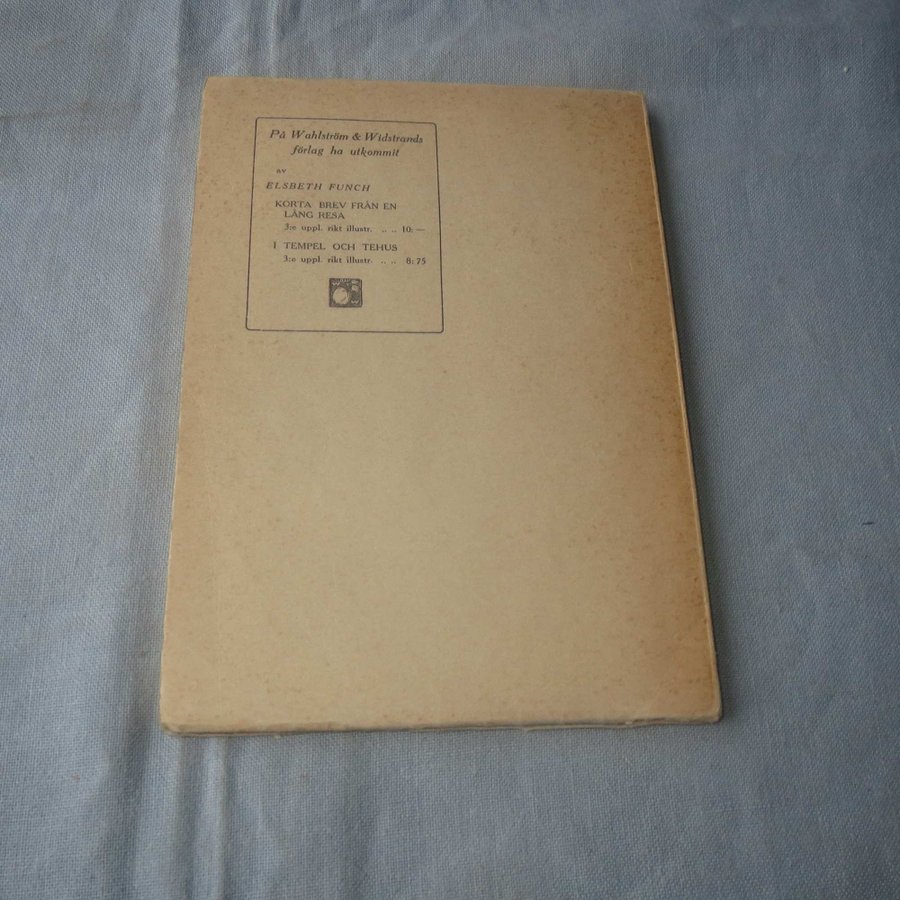 På Wahlström & Widstrands
förlag ha utkommit
av
ELSBETH FUNCH
KORTA BREV FRÅN EN
LÅNG RESA
3:e uppl. rikt illustr. .. .. 10: —
I TEMPEL OCH TEHUS
3:e uppl. rikt illustr. .. .. 8: 75